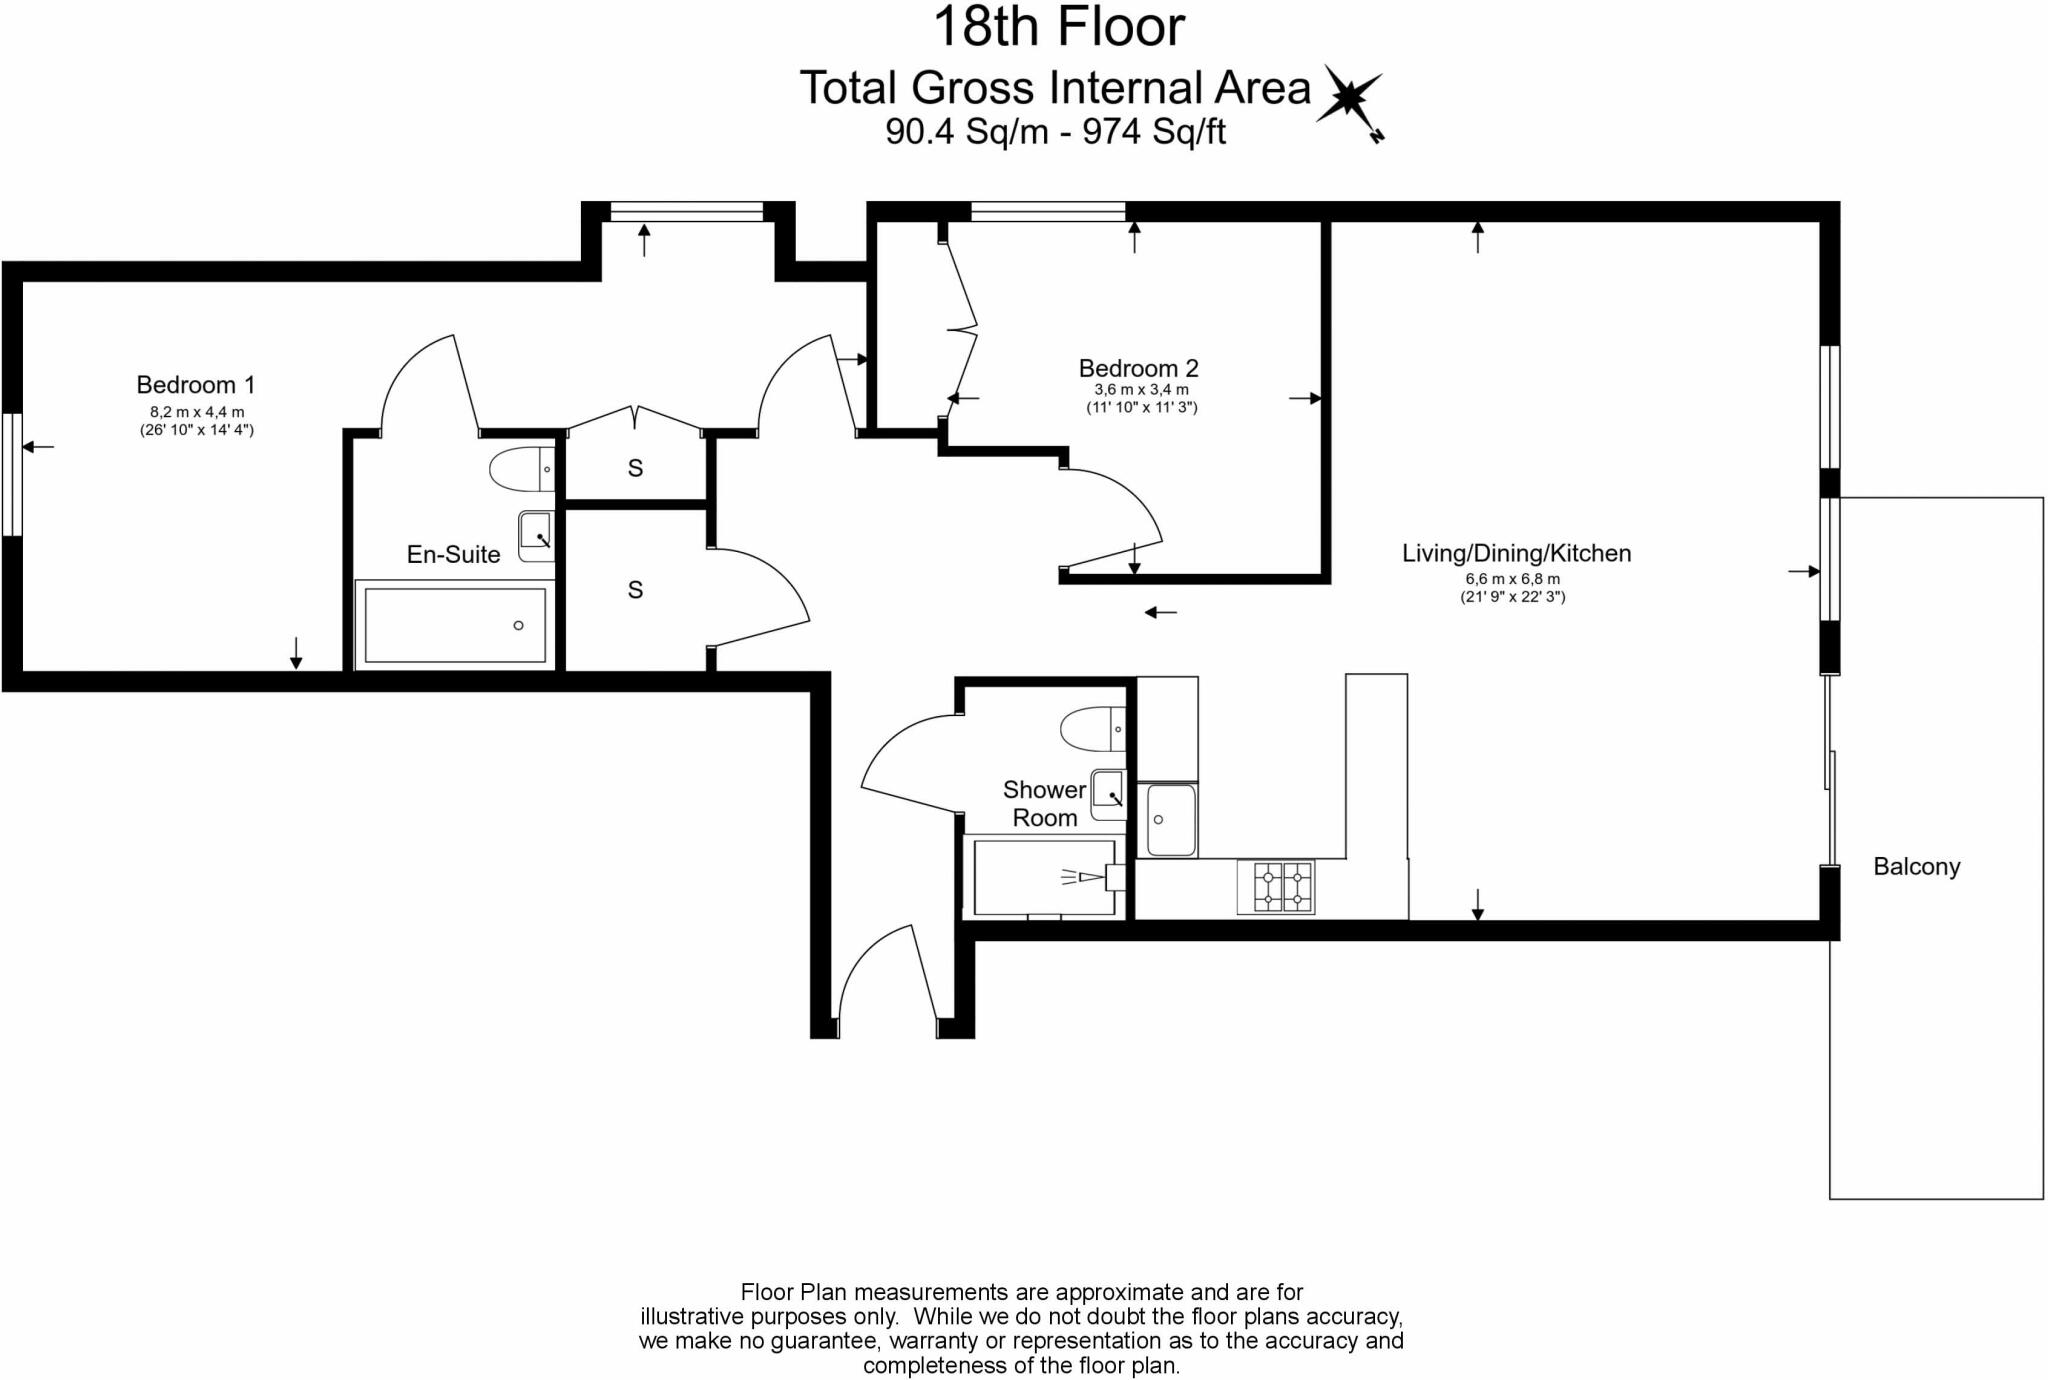 18th Floor
Total Gross Internal Area
90.4 Sq/m - 974 Sq/ft
N
Bedroom 1
8,2 m x 4,4 m
(26' 10" x 14' 4")
Bedroom 2
3,6 m x 3,4 m
(11' 10" x 11' 3")
S
En-Suite
S
Living/Dining/Kitchen
6,6 m x 6,8 m
(21' 9" x 22' 3")
Shower
Room
Balcony
Floor Plan measurements are approximate and are for
illustrative purposes only.  While we do not doubt the floor plans accuracy,
we make no guarantee, warranty or representation as to the accuracy and
completeness of the floor plan.